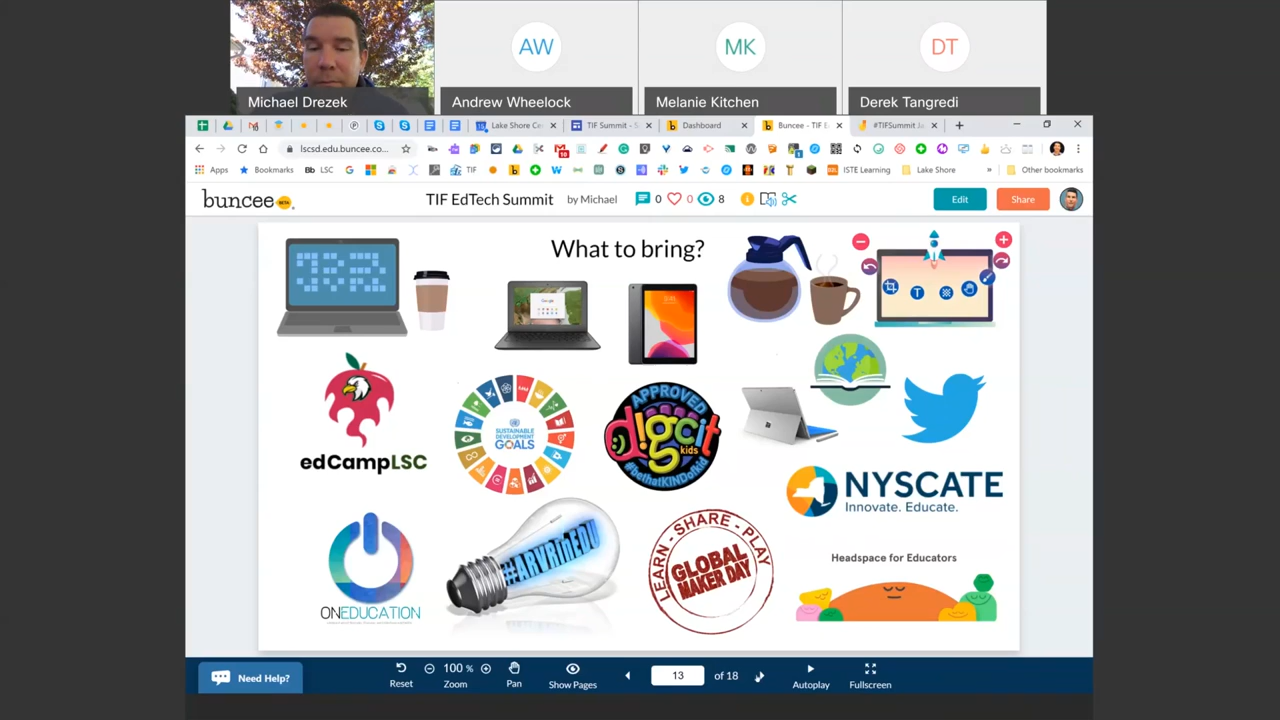 AW
MK
DT
Michael Drezek
Andrew Wheelock
Melanie Kitchen
Derek Tangredi
Lake Shore Ce
TIF Summit - S
Dashboard
Buncee - TIF E
#TIFSummit Ja
lscsd.edu.buncee.co...
10
Apps
Bookmarks
LSC
TIF
ISTE Learning
Lake Shore
»
Other bookmarks
buncee BETA
TIF EdTech Summit
by Michael
0
0
8
Edit
Share
What to bring?
T
edCampLSC
SUSTAINABLE
DEVELOPMENT
GOALS
APPROVED
digcit
kids
#bethatKINDofkid
NYSCATE
Innovate. Educate.
ONEDUCATION
#ARVRinEDU
LEARN - SHARE - PLAY
GLOBAL
MAKER DAY
Headspace for Educators
Need Help?
Reset
100 %
Zoom
Pan
Show Pages
13
of 18
Autoplay
Fullscreen